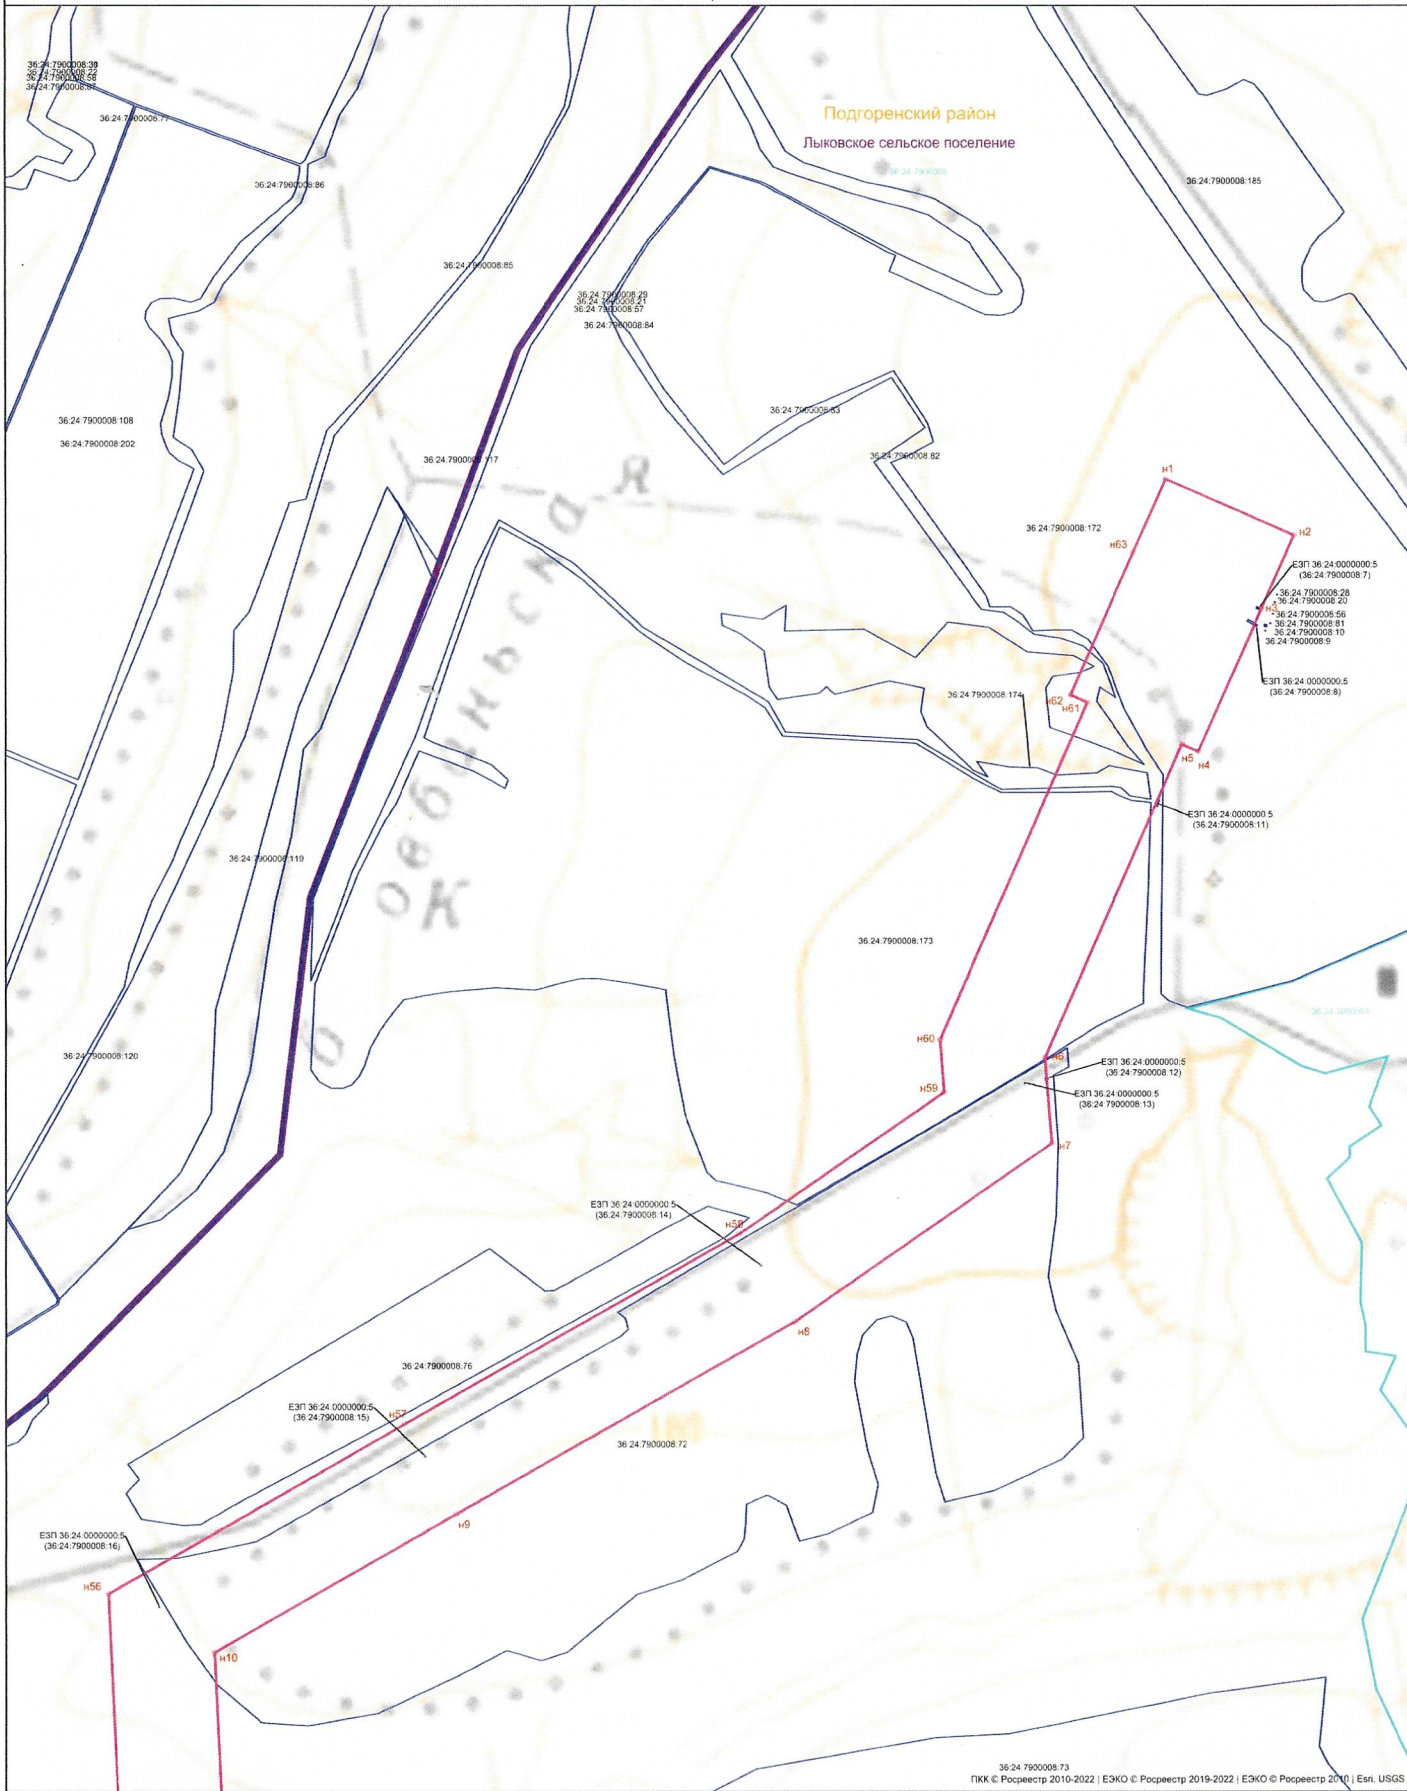 36:24:7900008:22
36:24:7900008:58
36:24:7900008:77
36:24:7900008:86
Подгоренский район
Лыковское сельское поселение
36:24:7900008:185
36:24:7900008:85
36:24:7900008:29
36:24:7900008:21
36:24:7900008:57
36:24:7900008:84
36:24:7900008:108
36:24:7900008:202
36:24:7900008:83
36:24:7900008:82
36:24:7900008:117
н1
36:24:7900008:172
н2
н63
ЕЗП 36:24:0000000:5
(36:24:7900008:7)
36:24:7900008:28
36:24:7900008:20
н3
36:24:7900008:56
36:24:7900008:81
36:24:7900008:10
36:24:7900008:9
ЕЗП 36:24:0000000:5
(36:24:7900008:8)
36:24:7900008:174
н62
н61
н5
н4
ЕЗП 36:24:0000000:5
(36:24:7900008:11)
36:24:7900008:119
36:24:7900008:173
н60
36:24:7900008:120
н6
ЕЗП 36:24:0000000:5
(36:24:7900008:12)
н59
ЕЗП 36:24:0000000:5
(36:24:7900008:13)
н7
ЕЗП 36:24:0000000:5
(36:24:7900008:14)
н58
н8
36:24:7900008:76
ЕЗП 36:24:0000000:5
(36:24:7900008:15)
н57
36:24:7900008:72
н9
ЕЗП 36:24:0000000:5
(36:24:7900008:16)
н56
н10
36:24:7900008:73
ПКК © Росреестр 2010-2022 | ЕЭКО © Росреестр 2019-2022 | ЕЭКО © Росреестр 2010 | Esri, USGS